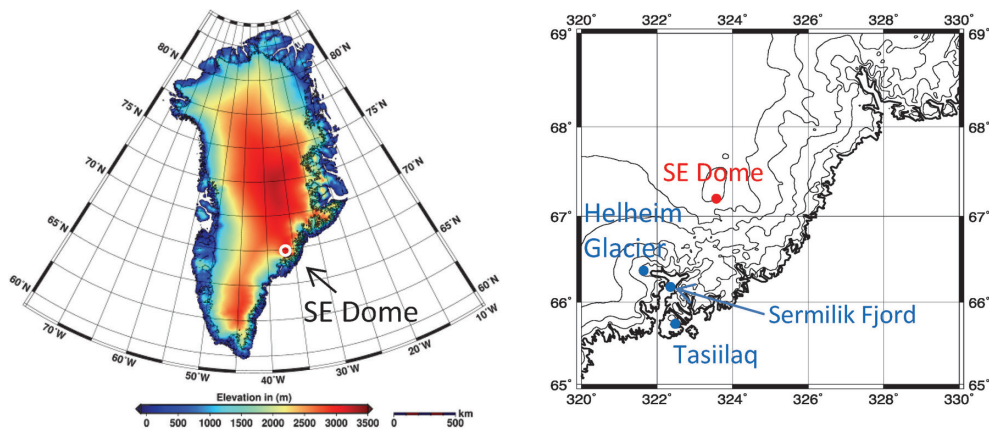 80°N
80°N
75°N
75°N
70°N
70°N
65°N
65°N
60°N
60°N
60°W
50°W
40°W
30°W
20°W
10°W
SE Dome
Elevation in (m)
0 500 1000 1500 2000 2500 3000 3500
km
0 500
320° 322° 324° 326° 328° 330°
69° 69°
68° 68°
SE Dome
67° 67°
Helheim
Glacier
66° 66°
Sermilik Fjord
Tasiilaq
65° 65°
320° 322° 324° 326° 328° 330°